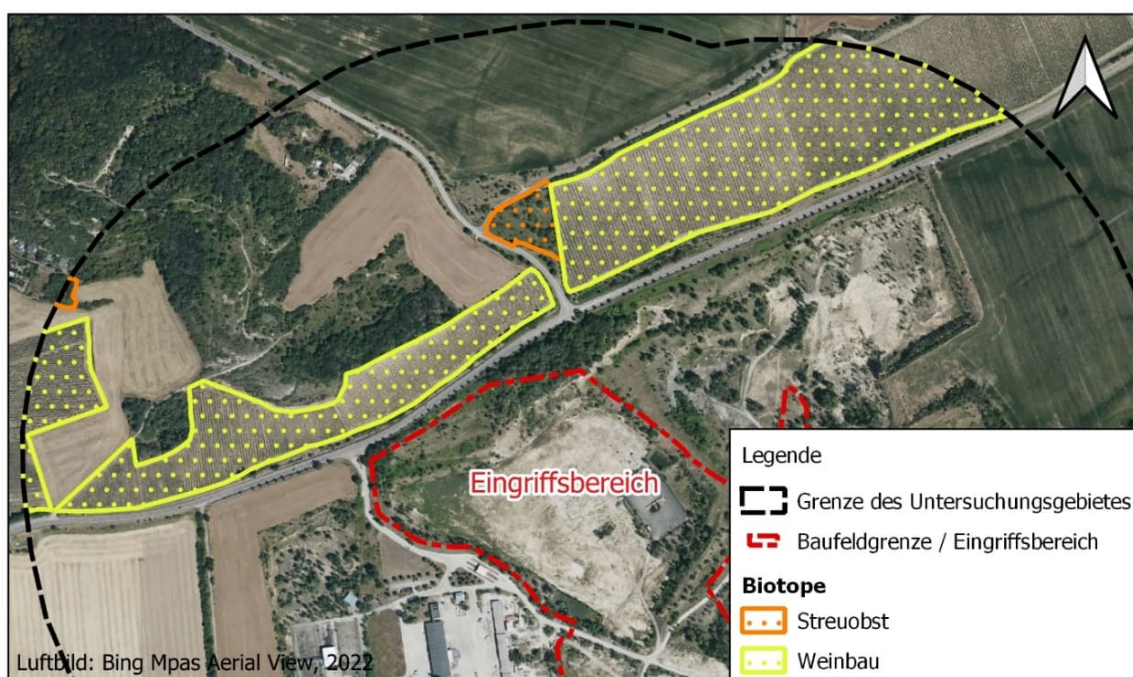 Eingriffsbereich
Legende
Grenze des Untersuchungsgebietes
Baufeldgrenze / Eingriffsbereich
Biotope
Streuobst
Weinbau
Luftbild: Bing Mpas Aerial View, 2022